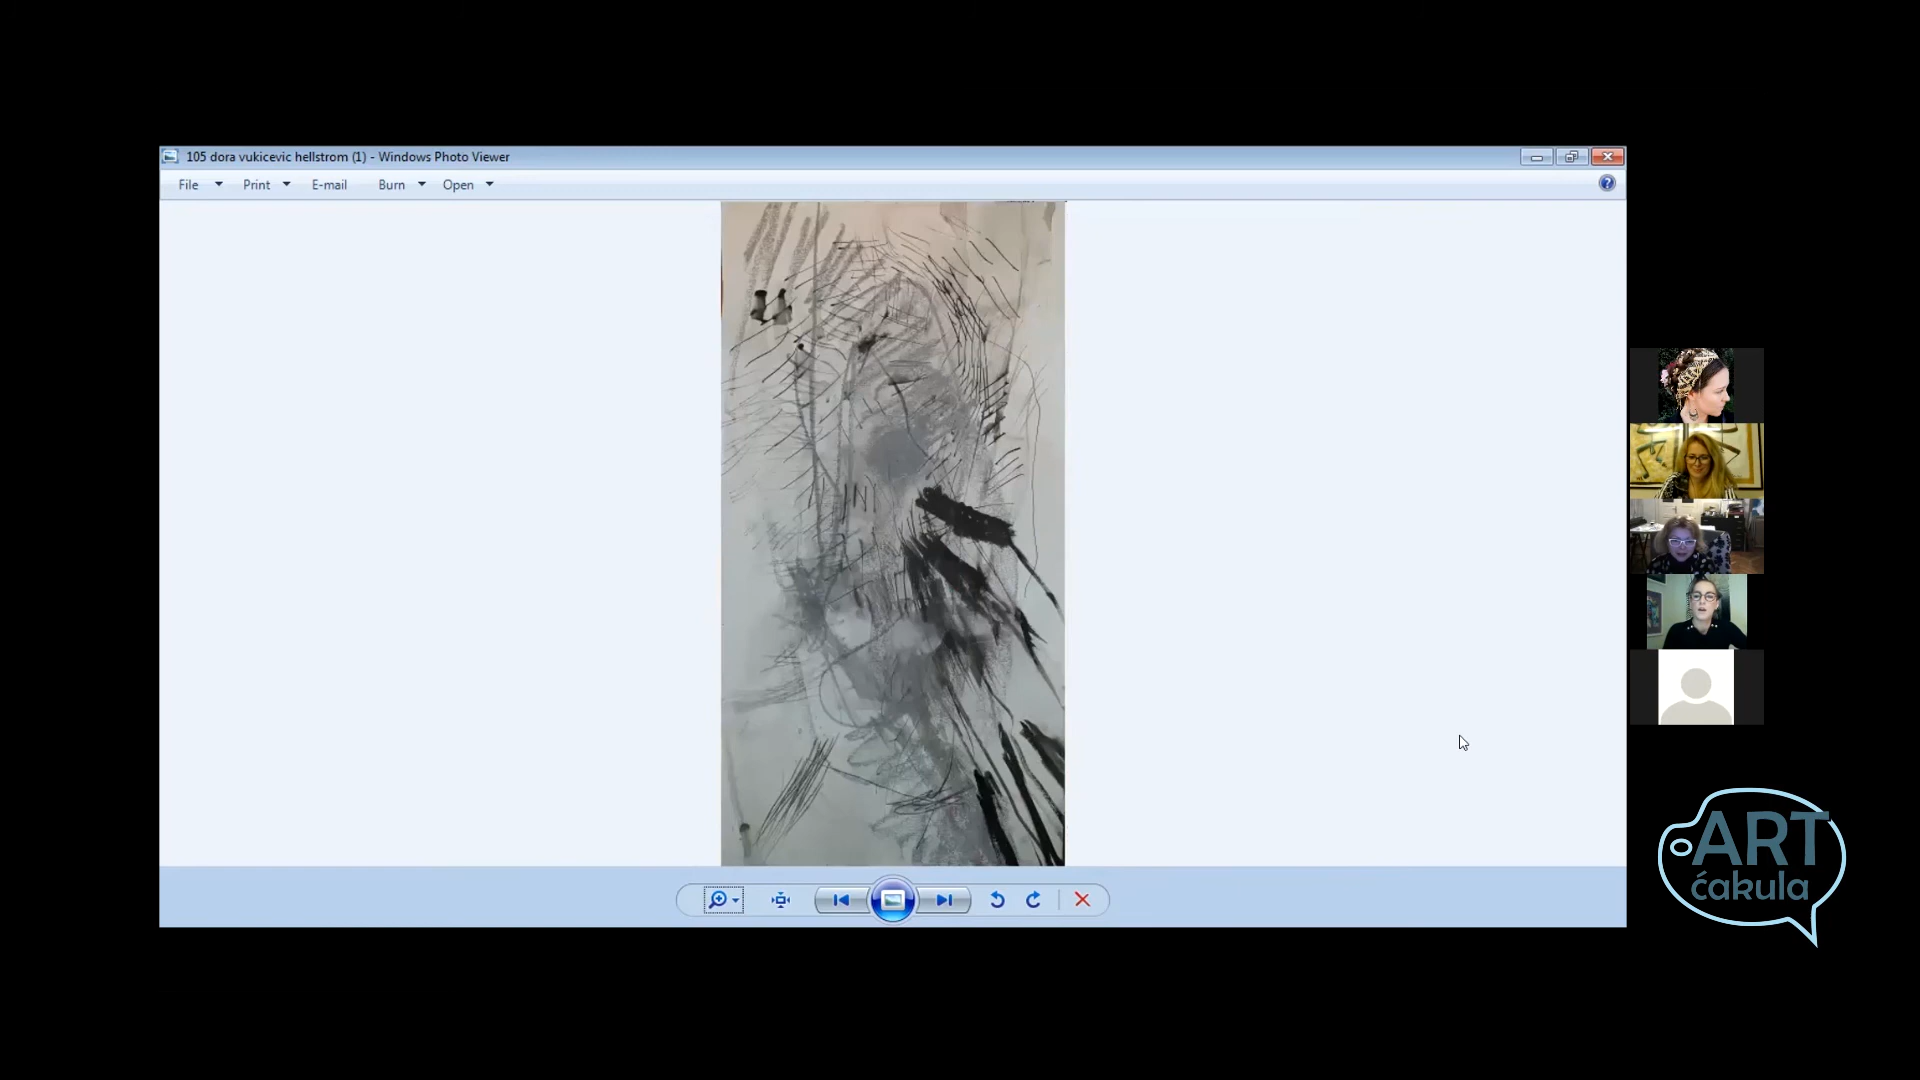 105 dora vukicevic hellstrom (1) - Windows Photo Viewer
File Print E-mail Burn Open
ART
ćakula